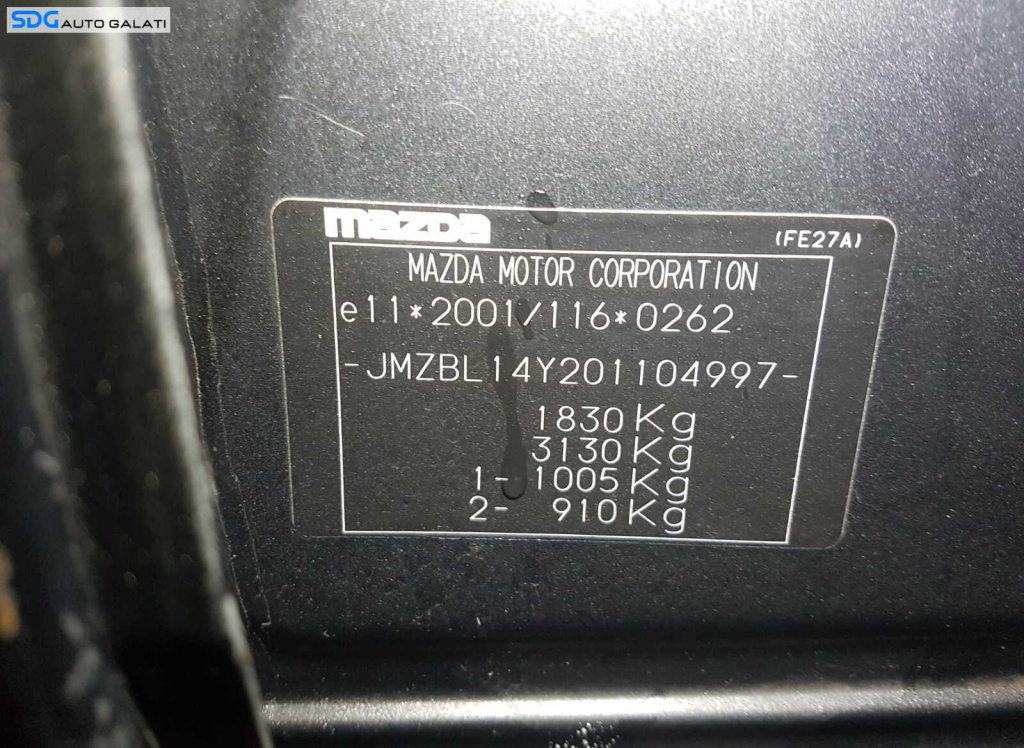 SDG AUTO GALATI
mazda
(FE27A)
MAZDA MOTOR CORPORATION
e11*2001/116*0262
-JMZBL14Y201104997-
1830Kg
3130Kg
1- 1005Kg
2- 910Kg